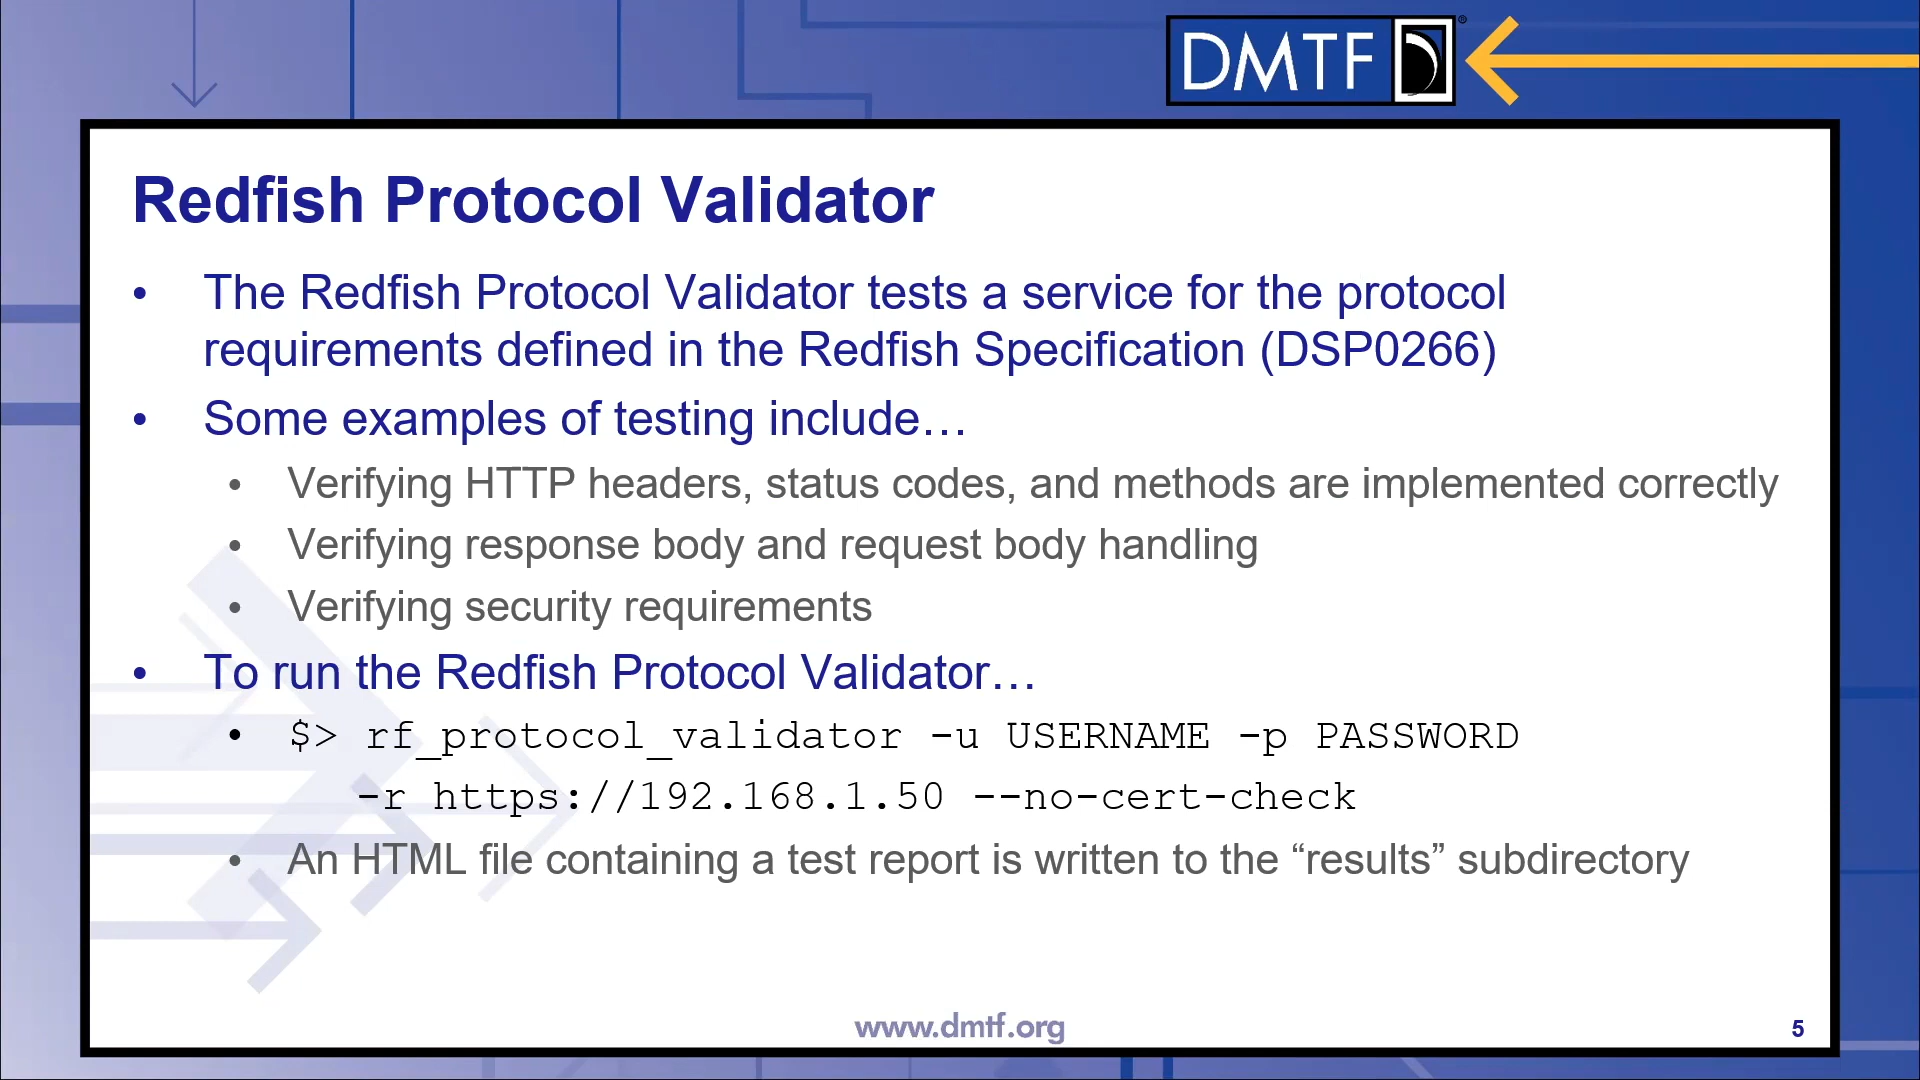 DMTF
®
Redfish Protocol Validator
• The Redfish Protocol Validator tests a service for the protocol
requirements defined in the Redfish Specification (DSP0266)
• Some examples of testing include…
• Verifying HTTP headers, status codes, and methods are implemented correctly
• Verifying response body and request body handling
• Verifying security requirements
• To run the Redfish Protocol Validator…
• $> rf_protocol_validator -u USERNAME -p PASSWORD
-r https://192.168.1.50 --no-cert-check
• An HTML file containing a test report is written to the “results” subdirectory
www.dmtf.org
5